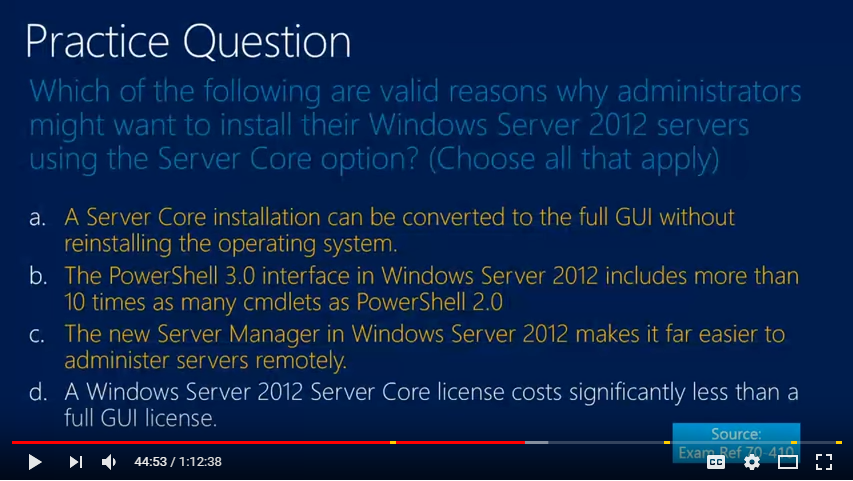 Practice Question
Which of the following are valid reasons why administrators
might want to install their Windows Server 2012 servers
using the Server Core option? (Choose all that apply)
a. A Server Core installation can be converted to the full GUI without
reinstalling the operating system.
b. The PowerShell 3.0 interface in Windows Server 2012 includes more than
10 times as many cmdlets as PowerShell 2.0
c. The new Server Manager in Windows Server 2012 makes it far easier to
administer servers remotely.
d. A Windows Server 2012 Server Core license costs significantly less than a
full GUI license.
Source:
Exam Ref 70-410
44:53 / 1:12:38
CC